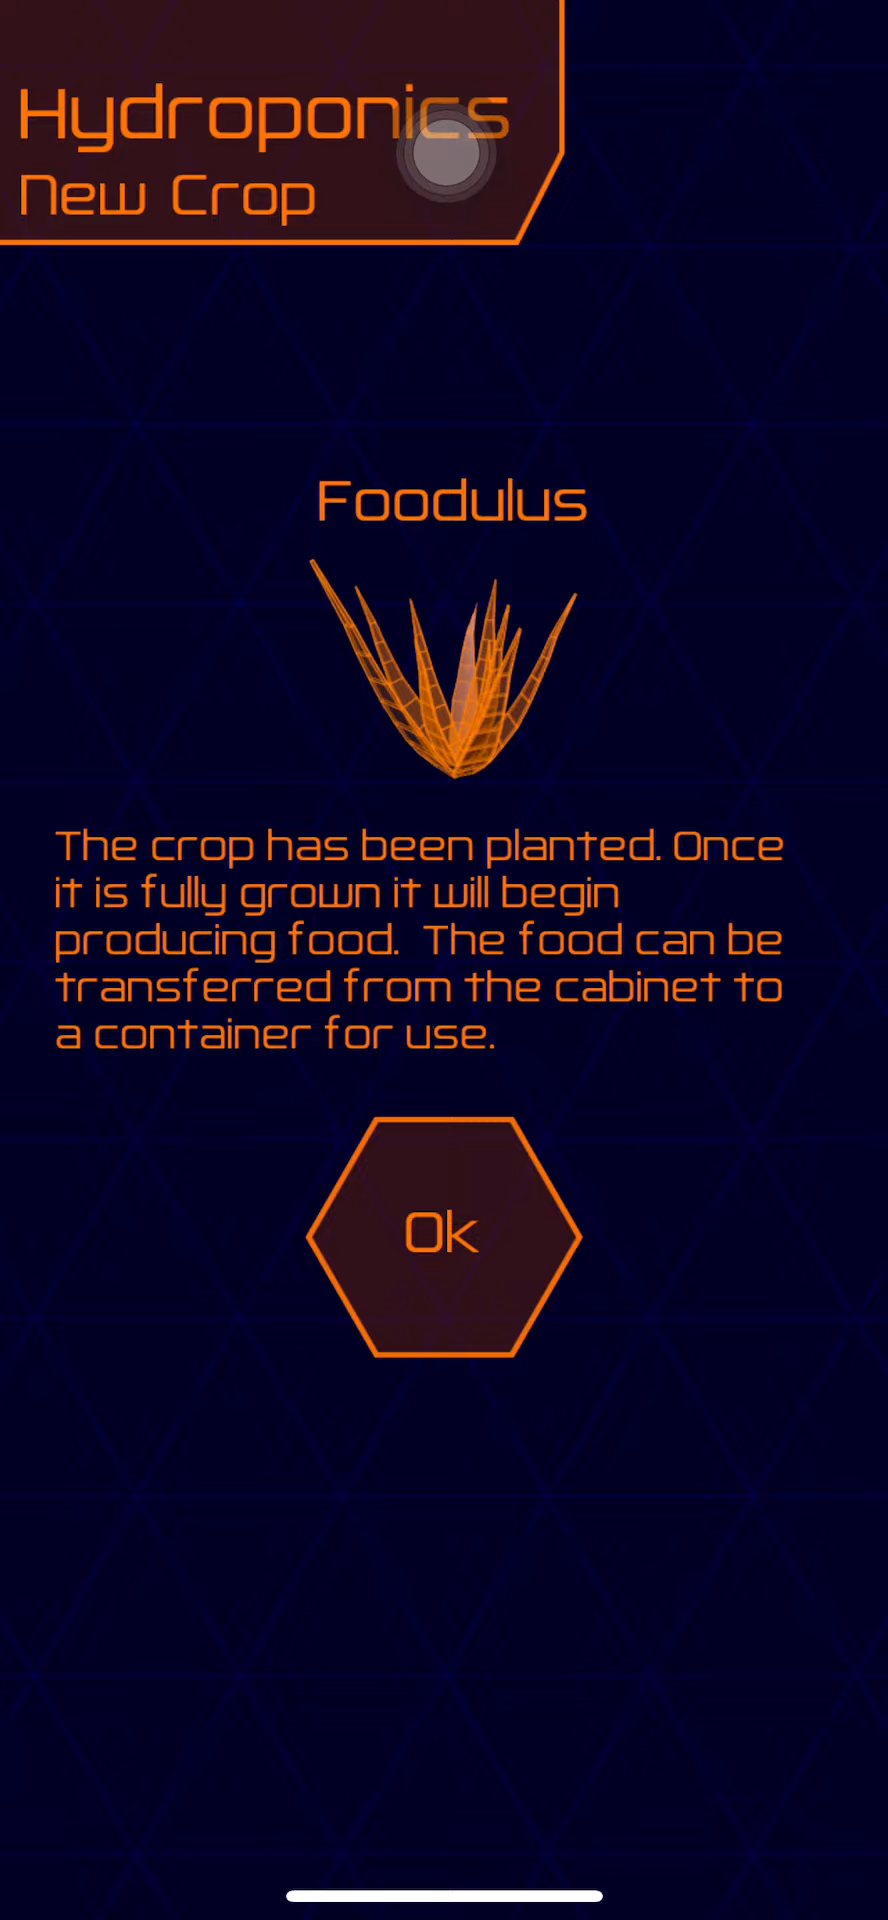 Hydroponics
New Crop
Foodulus
The crop has been planted. Once
it is fully grown it will begin
producing food.  The food can be
transferred from the cabinet to
a container for use.
Ok